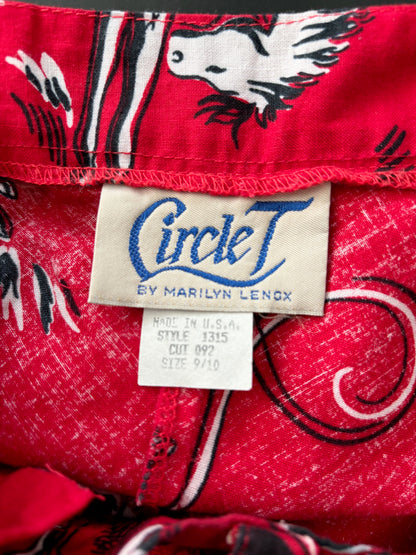 Circle T
BY MARILYN LENOX
MADE IN U.S.A.
STYLE 1315
CUT 092
SIZE 9/10